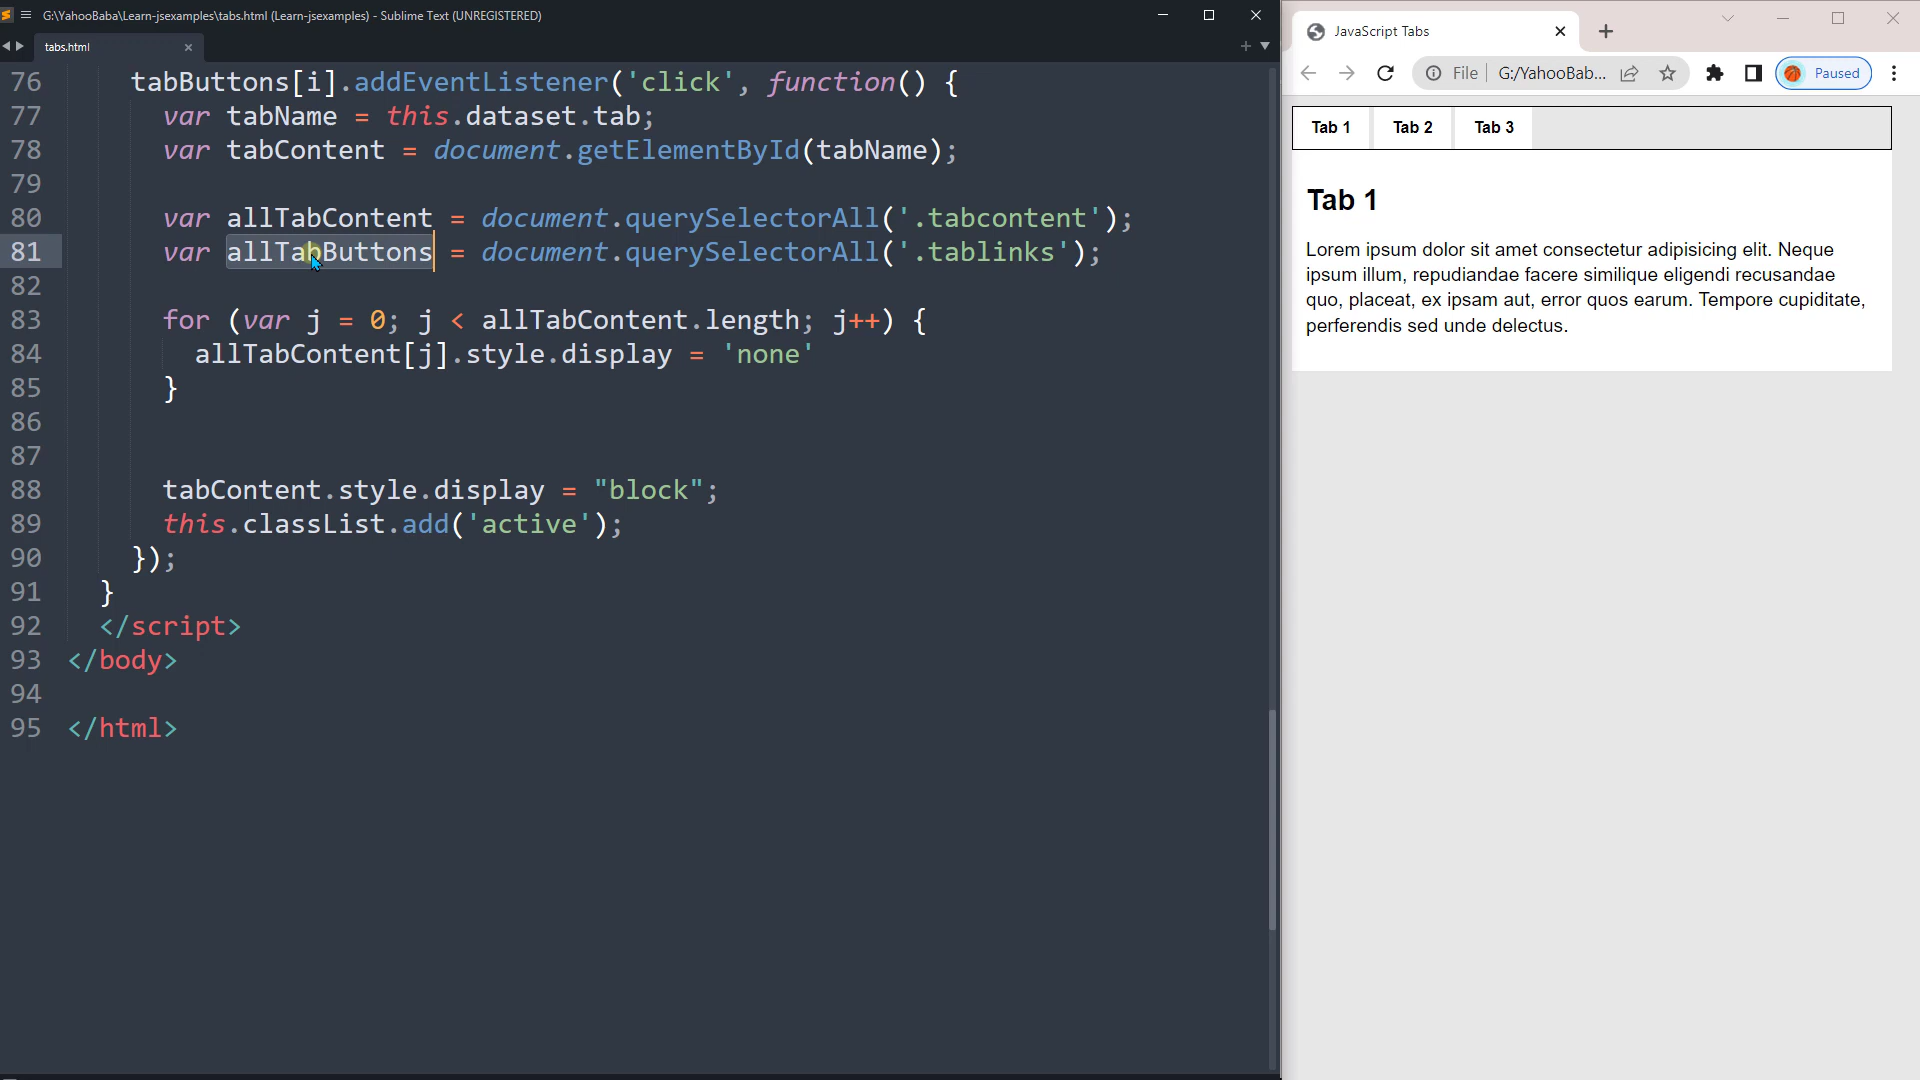 G:\YahooBaba\Learn-jsexamples\tabs.html (Learn-jsexamples) - Sublime Text (UNREGISTERED)
tabs.html
76 tabButtons[i].addEventListener('click', function() {
77 var tabName = this.dataset.tab;
78 var tabContent = document.getElementById(tabName);
79
80 var allTabContent = document.querySelectorAll('.tabcontent');
81 var allTabButtons = document.querySelectorAll('.tablinks');
82
83 for (var j = 0; j < allTabContent.length; j++) {
84 allTabContent[j].style.display = 'none'
85 }
86
87
88 tabContent.style.display = "block";
89 this.classList.add('active');
90 });
91 }
92 </script>
93 </body>
94
95 </html>
JavaScript Tabs
File G:/YahooBab... Paused
Tab 1 Tab 2 Tab 3
Tab 1
Lorem ipsum dolor sit amet consectetur adipisicing elit. Neque
ipsum illum, repudiandae facere similique eligendi recusandae
quo, placeat, ex ipsam aut, error quos earum. Tempore cupiditate,
perferendis sed unde delectus.